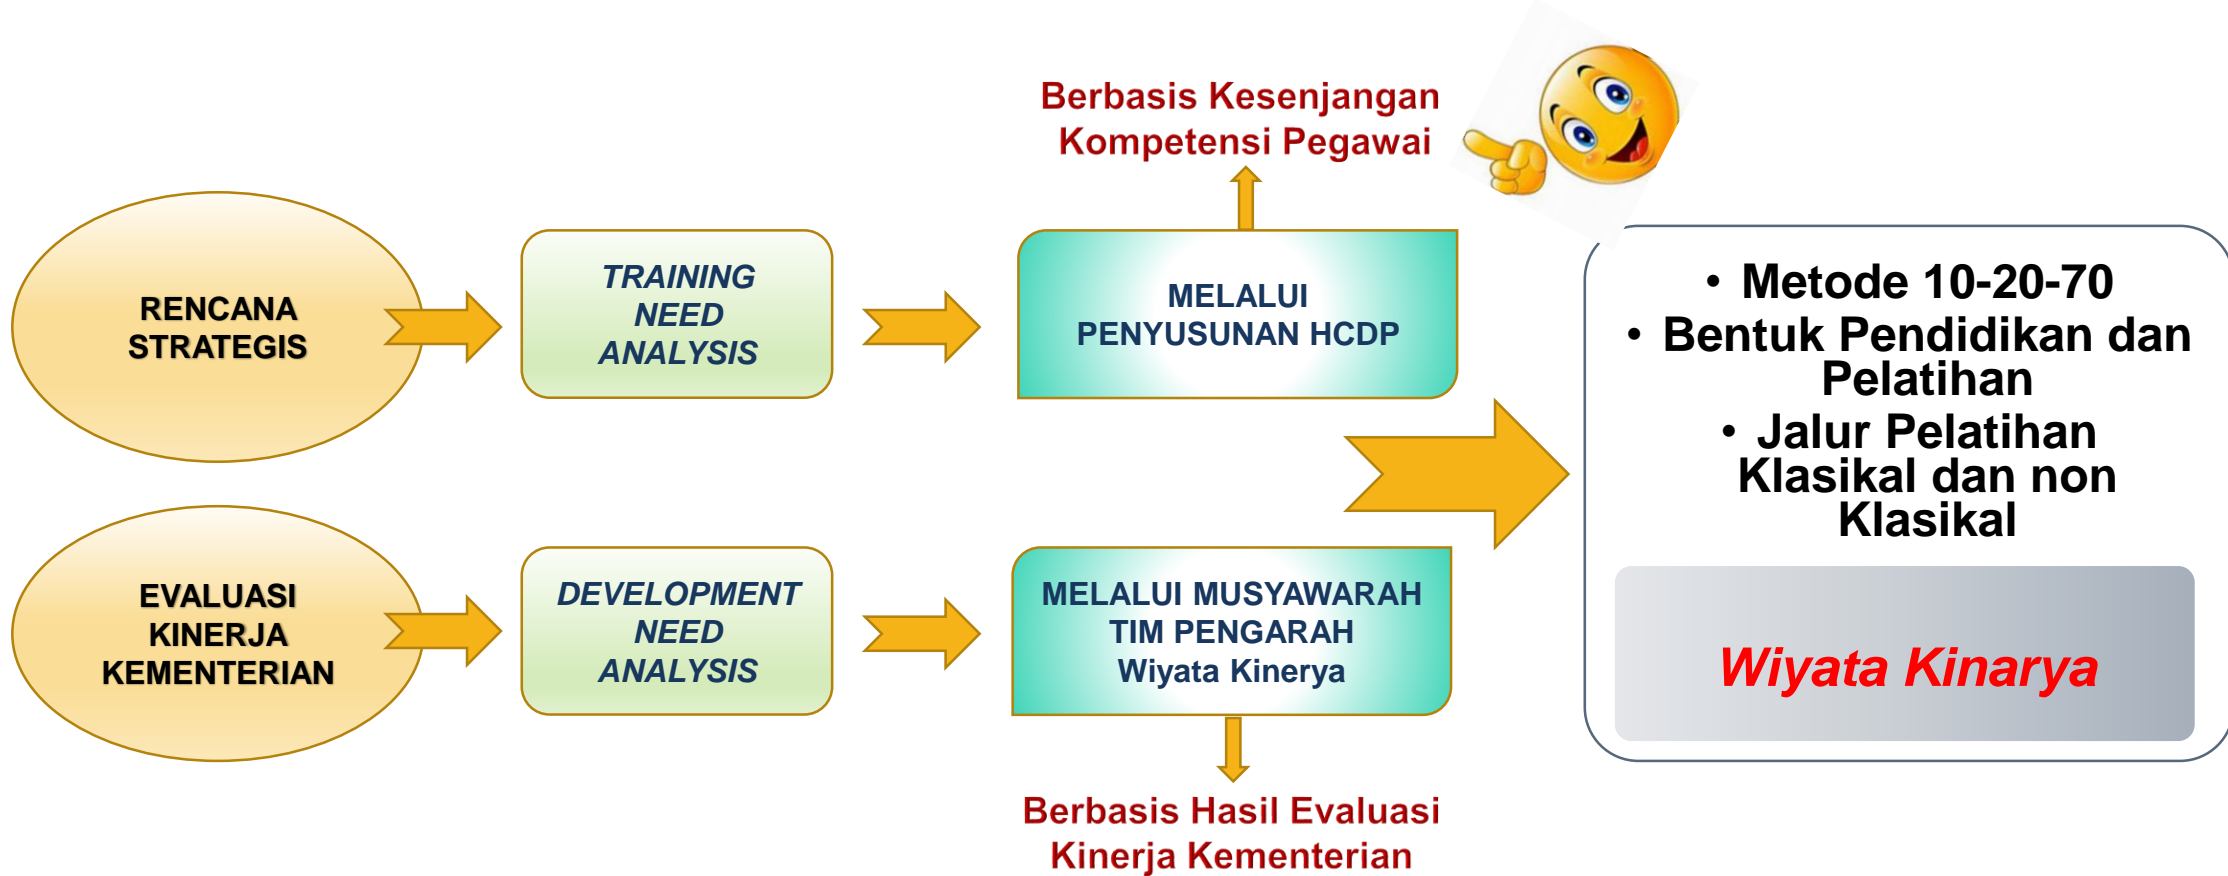 Berbasis Kesenjangan
Kompetensi Pegawai
RENCANA
STRATEGIS
TRAINING
NEED
ANALYSIS
MELALUI
PENYUSUNAN HCDP
EVALUASI
KINERJA
KEMENTERIAN
DEVELOPMENT
NEED
ANALYSIS
MELALUI MUSYAWARAH
TIM PENGARAH
Wiyata Kinerya
Berbasis Hasil Evaluasi
Kinerja Kementerian
• Metode 10-20-70
• Bentuk Pendidikan dan
Pelatihan
• Jalur Pelatihan
Klasikal dan non
Klasikal
Wiyata Kinarya